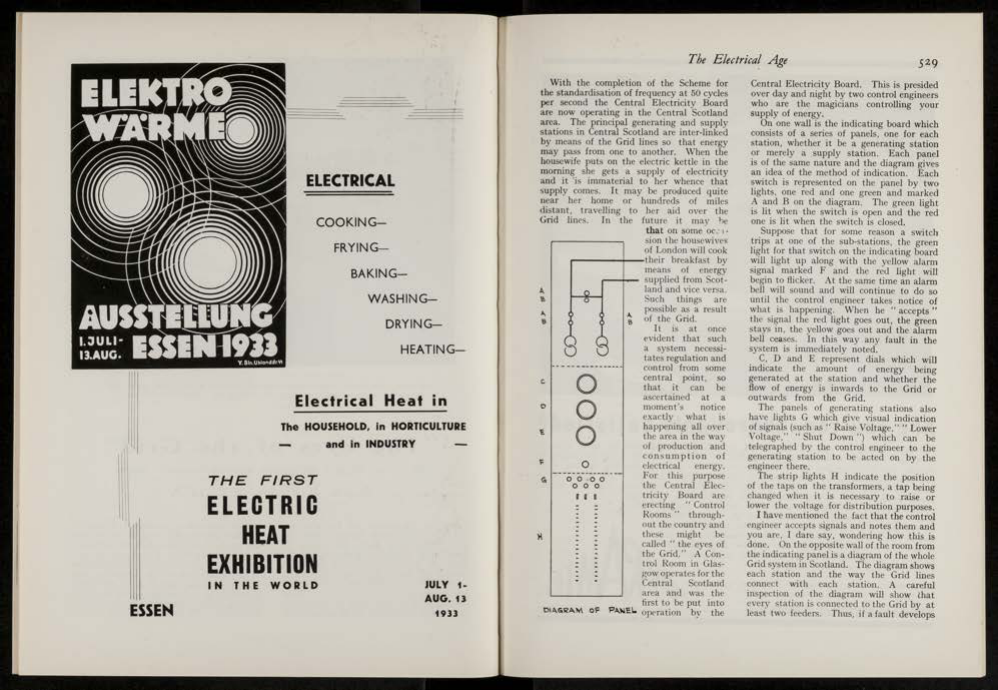 ELEKTRO
WÄRME
AUSSTELLUNG
1.JULI-
13.AUG.
ESSEN 1933
ELECTRICAL
COOKING—
FRYING—
BAKING—
WASHING—
DRYING—
HEATING—
Electrical Heat in
The HOUSEHOLD, in HORTICULTURE
— and in INDUSTRY —
THE FIRST
ELECTRIC
HEAT
EXHIBITION
IN THE WORLD
ESSEN
JULY 1-
AUG. 13
1933
The Electrical Age
529
With the completion of the Scheme for
the standardisation of frequency at 50 cycles
per second the Central Electricity Board
are now operating in the Central Scotland
area. The principal generating and supply
stations in Central Scotland are inter-linked
by means of the Grid lines so that energy
may pass from one to another. When the
housewife puts on the electric kettle in the
morning she gets a supply of electricity
and it is immaterial to her whence that
supply comes. It may be produced quite
near her home or hundreds of miles
distant, travelling to her aid over the
Grid lines. In the future it may be
that on some occa-
sion the housewives
of London will cook
their breakfast by
means of energy
supplied from Scot-
land and vice versa.
Such things are
possible as a result
of the Grid.
It is at once
evident that such
a system necessi-
tates regulation and
control from some
central point, so
that it can be
ascertained at a
moment's notice
exactly what is
happening all over
the area in the way
of production and
consumption of
electrical energy.
For this purpose
the Central Elec-
tricity Board are
erecting "Control
Rooms" through-
out the country and
these might be
called "the eyes of
the Grid." A Con-
trol Room in Glas-
gow operates for the
Central Scotland
area and was the
first to be put into
operation by the
A
B
A
B
A
B
C
D
E
F
G
H
DIAGRAM OF PANEL
Central Electricity Board. This is presided
over day and night by two control engineers
who are the magicians controlling your
supply of energy.
On one wall is the indicating board which
consists of a series of panels, one for each
station, whether it be a generating station
or merely a supply station. Each panel
is of the same nature and the diagram gives
an idea of the method of indication. Each
switch is represented on the panel by two
lights, one red and one green and marked
A and B on the diagram. The green light
is lit when the switch is open and the red
one is lit when the switch is closed.
Suppose that for some reason a switch
trips at one of the sub-stations, the green
light for that switch on the indicating board
will light up along with the yellow alarm
signal marked F and the red light will
begin to flicker. At the same time an alarm
bell will sound and will continue to do so
until the control engineer takes notice of
what is happening. When he "accepts"
the signal the red light goes out, the green
stays in, the yellow goes out and the alarm
bell ceases. In this way any fault in the
system is immediately noted.
C, D and E represent dials which will
indicate the amount of energy being
generated at the station and whether the
flow of energy is inwards to the Grid or
outwards from the Grid.
The panels of generating stations also
have lights G which give visual indication
of signals (such as "Raise Voltage," "Lower
Voltage," "Shut Down") which can be
telegraphed by the control engineer to the
generating station to be acted on by the
engineer there.
The strip lights H indicate the position
of the taps on the transformers, a tap being
changed when it is necessary to raise or
lower the voltage for distribution purposes.
I have mentioned the fact that the control
engineer accepts signals and notes them and
you are, I dare say, wondering how this is
done. On the opposite wall of the room from
the indicating panel is a diagram of the whole
Grid system in Scotland. The diagram shows
each station and the way the Grid lines
connect with each station. A careful
inspection of the diagram will show that
every station is connected to the Grid by at
least two feeders. Thus, if a fault develops